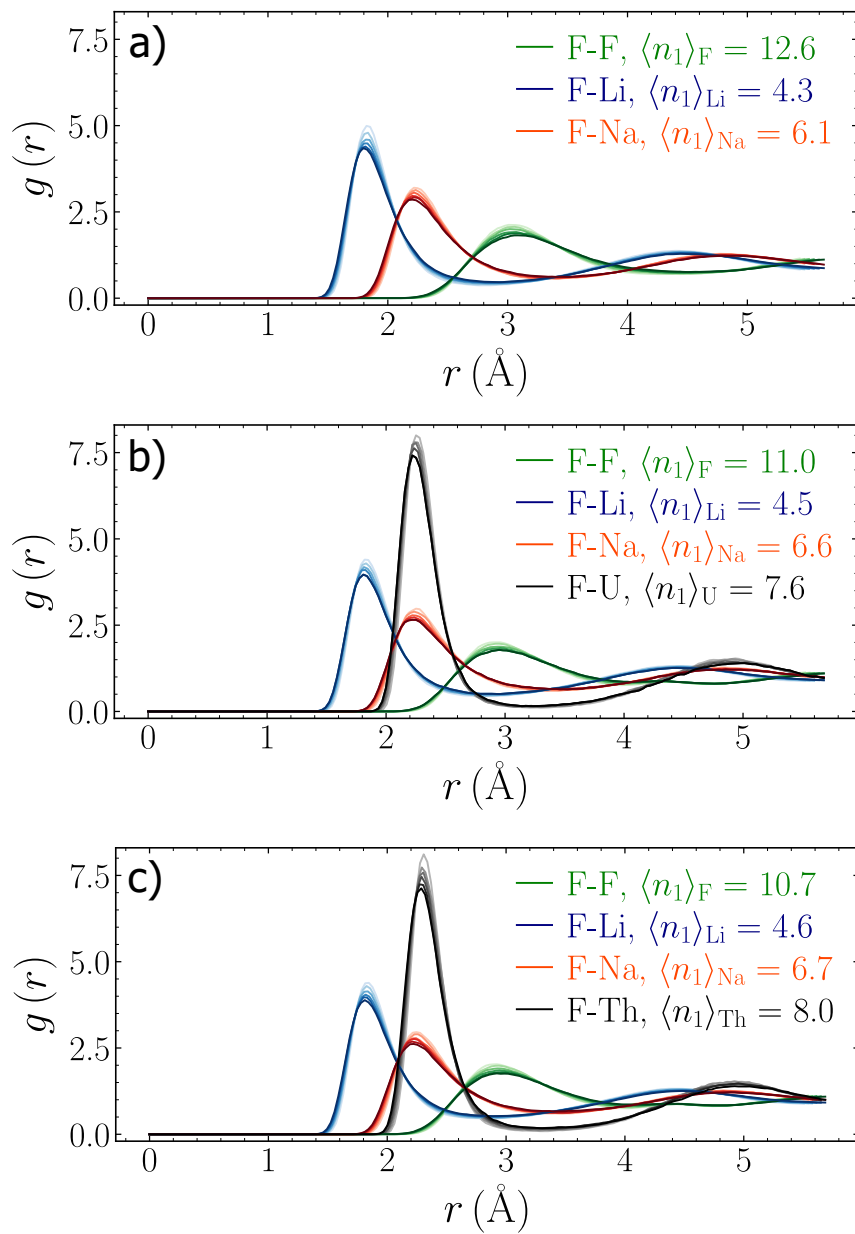 a)
F-F, ⟨n₁⟩F = 12.6
F-Li, ⟨n₁⟩Li = 4.3
F-Na, ⟨n₁⟩Na = 6.1
7.5
5.0
2.5
0.0
g (r)
0 1 2 3 4 5
r (Å)
b)
F-F, ⟨n₁⟩F = 11.0
F-Li, ⟨n₁⟩Li = 4.5
F-Na, ⟨n₁⟩Na = 6.6
F-U, ⟨n₁⟩U = 7.6
7.5
5.0
2.5
0.0
g (r)
0 1 2 3 4 5
r (Å)
c)
F-F, ⟨n₁⟩F = 10.7
F-Li, ⟨n₁⟩Li = 4.6
F-Na, ⟨n₁⟩Na = 6.7
F-Th, ⟨n₁⟩Th = 8.0
7.5
5.0
2.5
0.0
g (r)
0 1 2 3 4 5
r (Å)